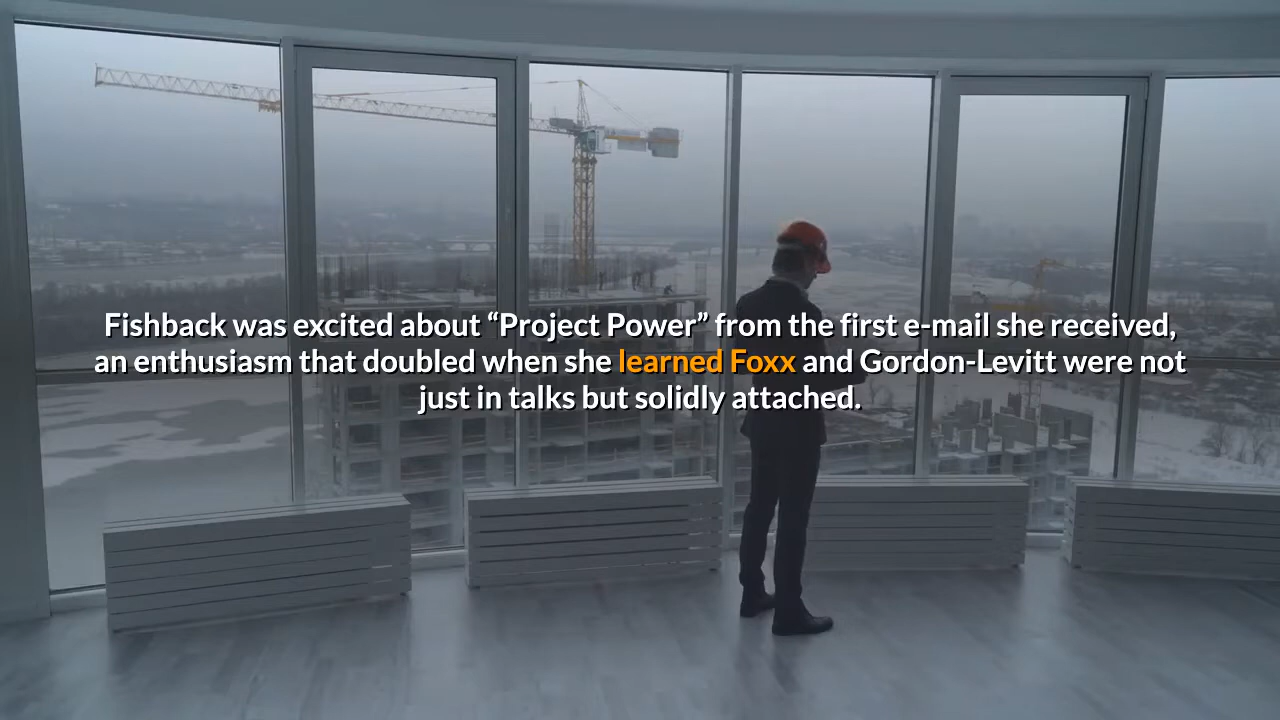 Fishback was excited about “Project Power” from the first e-mail she received,
an enthusiasm that doubled when she learned Foxx and Gordon-Levitt were not
just in talks but solidly attached.